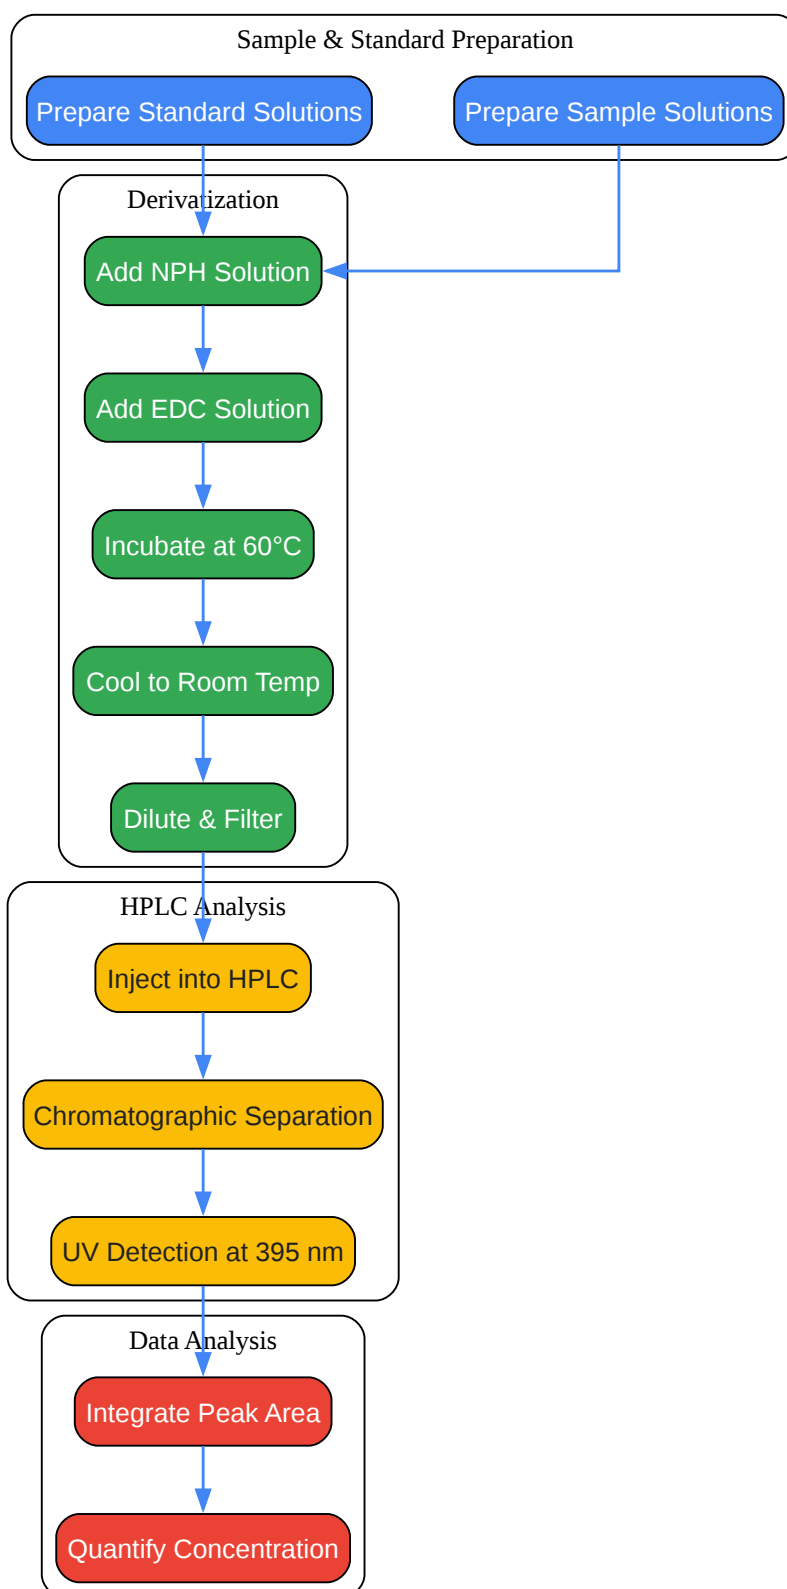 Sample & Standard Preparation
Prepare Standard Solutions
Prepare Sample Solutions
Derivatization
Add NPH Solution
Add EDC Solution
Incubate at 60°C
Cool to Room Temp
Dilute & Filter
HPLC Analysis
Inject into HPLC
Chromatographic Separation
UV Detection at 395 nm
Data Analysis
Integrate Peak Area
Quantify Concentration